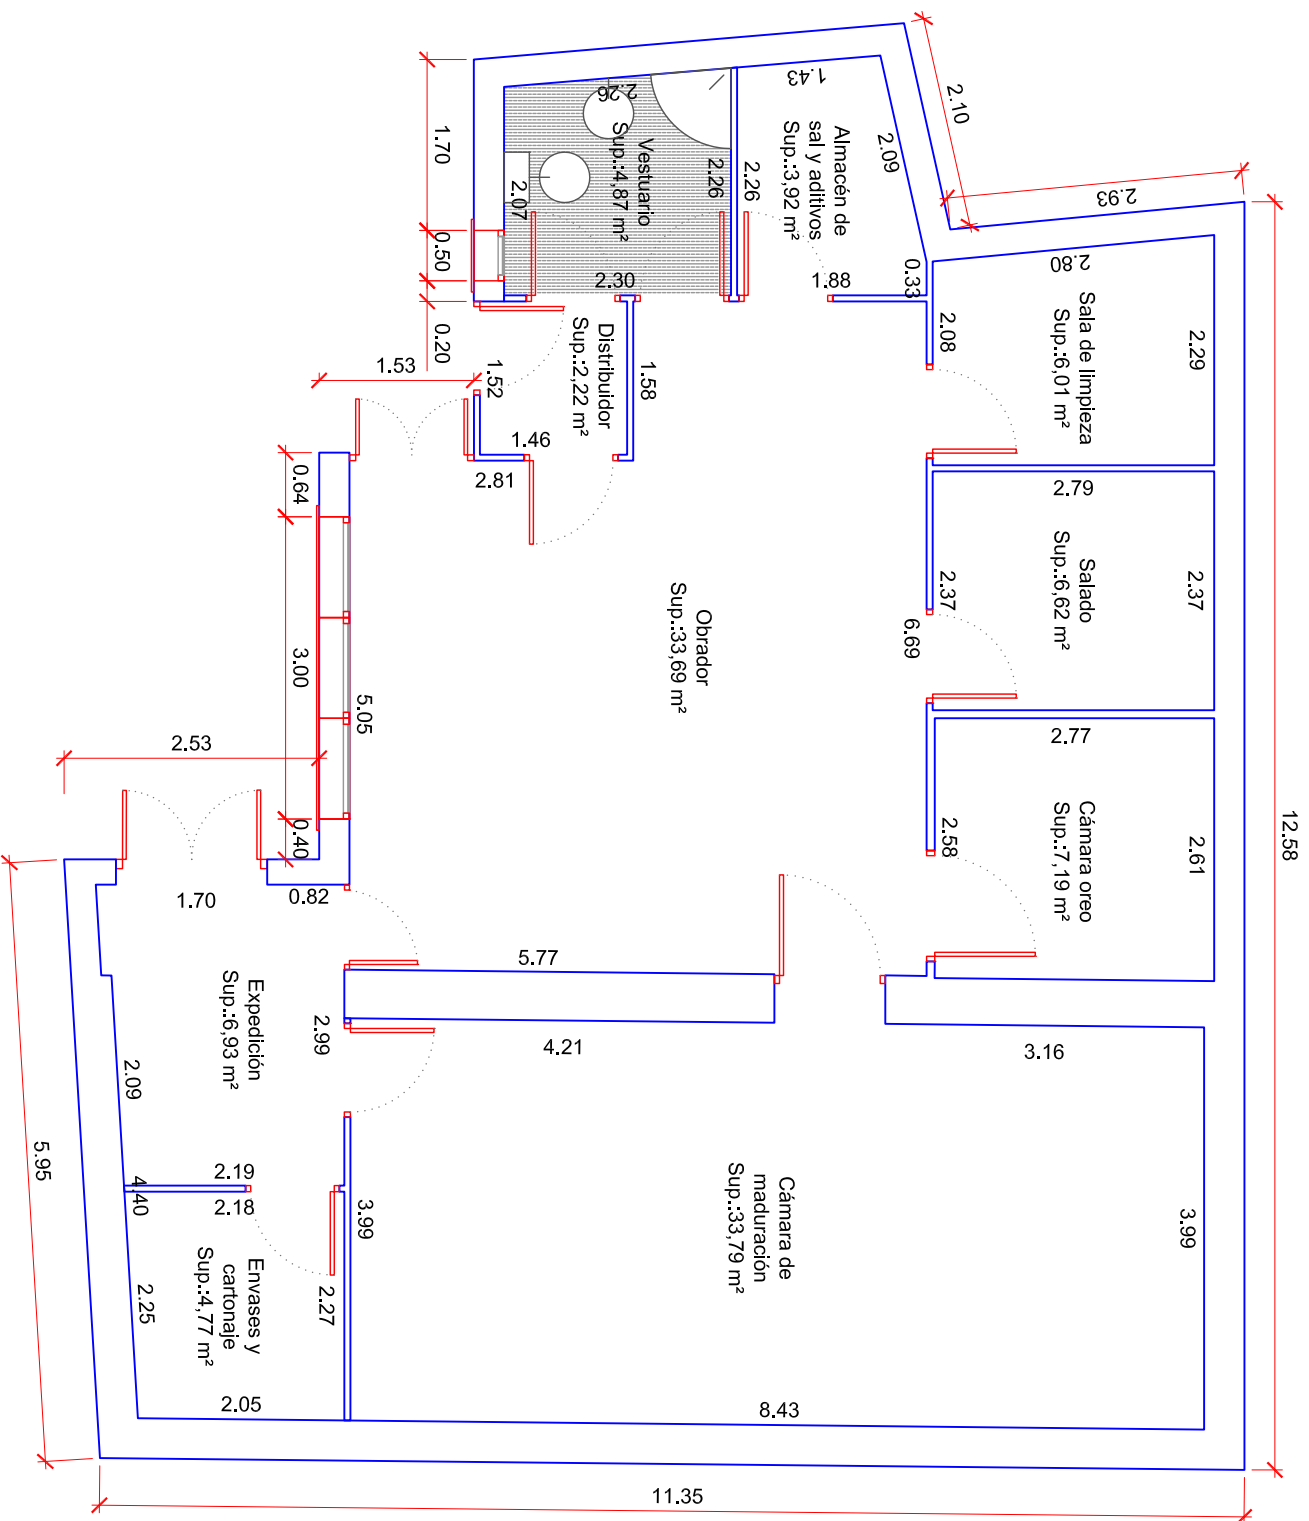 1.43
2.10
2.26
Almacén de
sal y aditivos
Sup.:3,92 m²
2.09
1.70
Vestuario
Sup.:4,87 m²
2.26
2.26
2.07
2.93
0.50
2.30
1.88
0.33
2.80
Sala de limpieza
Sup.:6,01 m²
2.08
2.29
0.20
Distribuidor
Sup.:2,22 m²
1.58
1.53
1.52
1.46
2.81
0.64
2.79
Salado
Sup.:6,62 m²
2.37
2.37
6.69
Obrador
Sup.:33,69 m²
3.00
5.05
2.53
2.77
Cámara oreo
Sup.:7,19 m²
2.58
2.61
12.58
0.40
1.70
0.82
5.77
4.21
3.16
Expedición
Sup.:6,93 m²
2.99
2.09
5.95
2.19
2.18
4.40
3.99
Cámara de
maduración
Sup.:33,79 m²
3.99
Envases y
cartonaje
Sup.:4,77 m²
2.25
2.27
2.05
8.43
11.35